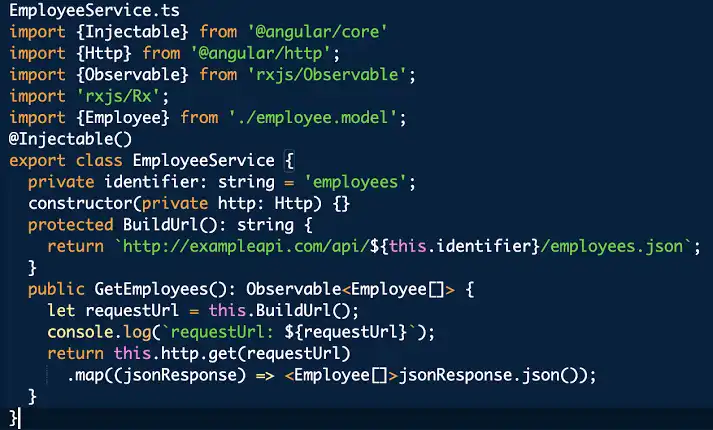 EmployeeService.ts
import {Injectable} from '@angular/core'
import {Http} from '@angular/http';
import {Observable} from 'rxjs/Observable';
import 'rxjs/Rx';
import {Employee} from './employee.model';
@Injectable()
export class EmployeeService {
  private identifier: string = 'employees';
  constructor(private http: Http) {}
  protected BuildUrl(): string {
    return `http://exampleapi.com/api/${this.identifier}/employees.json`;
  }
  public GetEmployees(): Observable<Employee[]> {
    let requestUrl = this.BuildUrl();
    console.log(`requestUrl: ${requestUrl}`);
    return this.http.get(requestUrl)
      .map((jsonResponse) => <Employee[]>jsonResponse.json());
  }
}